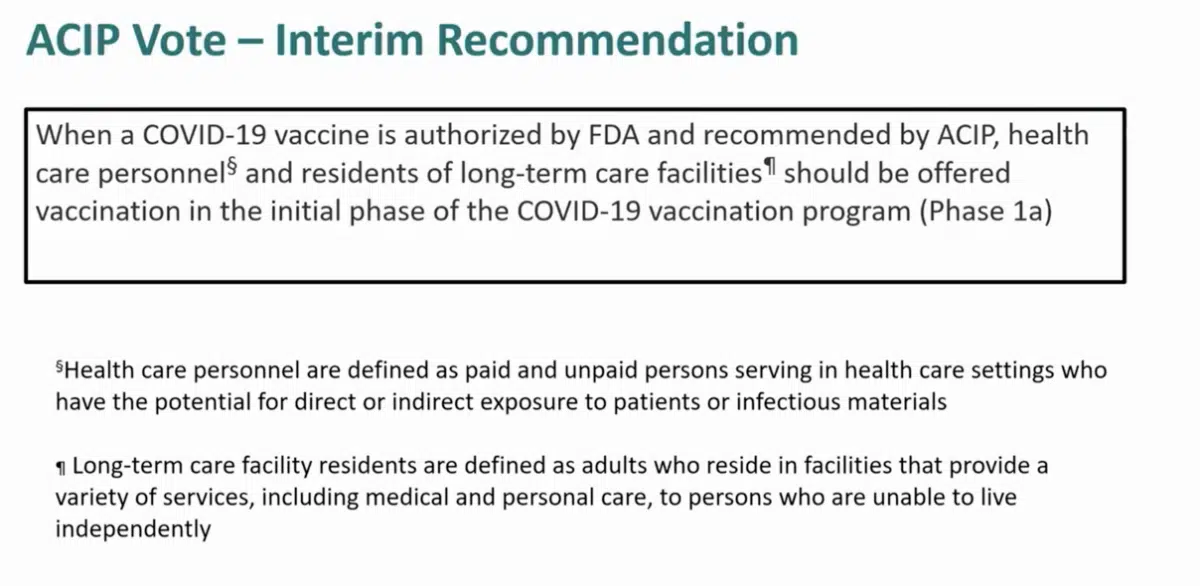 ACIP Vote – Interim Recommendation
When a COVID-19 vaccine is authorized by FDA and recommended by ACIP, health
care personnel§ and residents of long-term care facilities¶ should be offered
vaccination in the initial phase of the COVID-19 vaccination program (Phase 1a)
§Health care personnel are defined as paid and unpaid persons serving in health care settings who
have the potential for direct or indirect exposure to patients or infectious materials
¶ Long-term care facility residents are defined as adults who reside in facilities that provide a
variety of services, including medical and personal care, to persons who are unable to live
independently